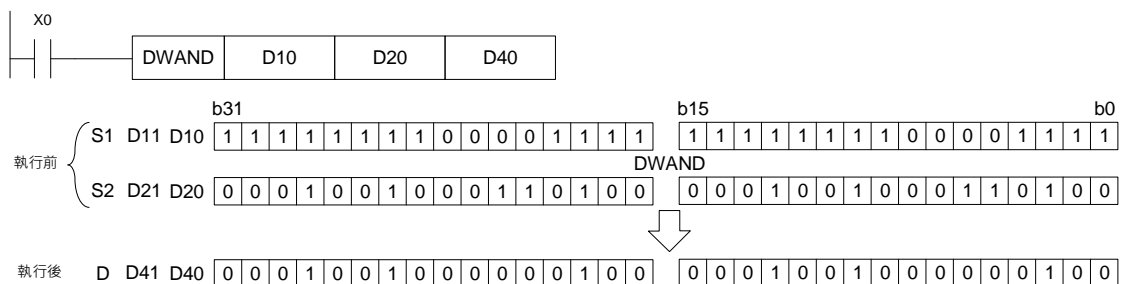 X0
DWAND D10 D20 D40
b31 b15 b0
S1 D11 D10 1 1 1 1 1 1 1 1 0 0 0 0 1 1 1 1 1 1 1 1 1 1 1 1 0 0 0 0 1 1 1 1
執行前 DWAND
S2 D21 D20 0 0 0 1 0 0 1 0 0 0 1 1 0 1 0 0 0 0 0 1 0 0 1 0 0 0 1 1 0 1 0 0
執行後 D D41 D40 0 0 0 1 0 0 1 0 0 0 0 0 0 1 0 0 0 0 0 1 0 0 1 0 0 0 0 0 0 1 0 0